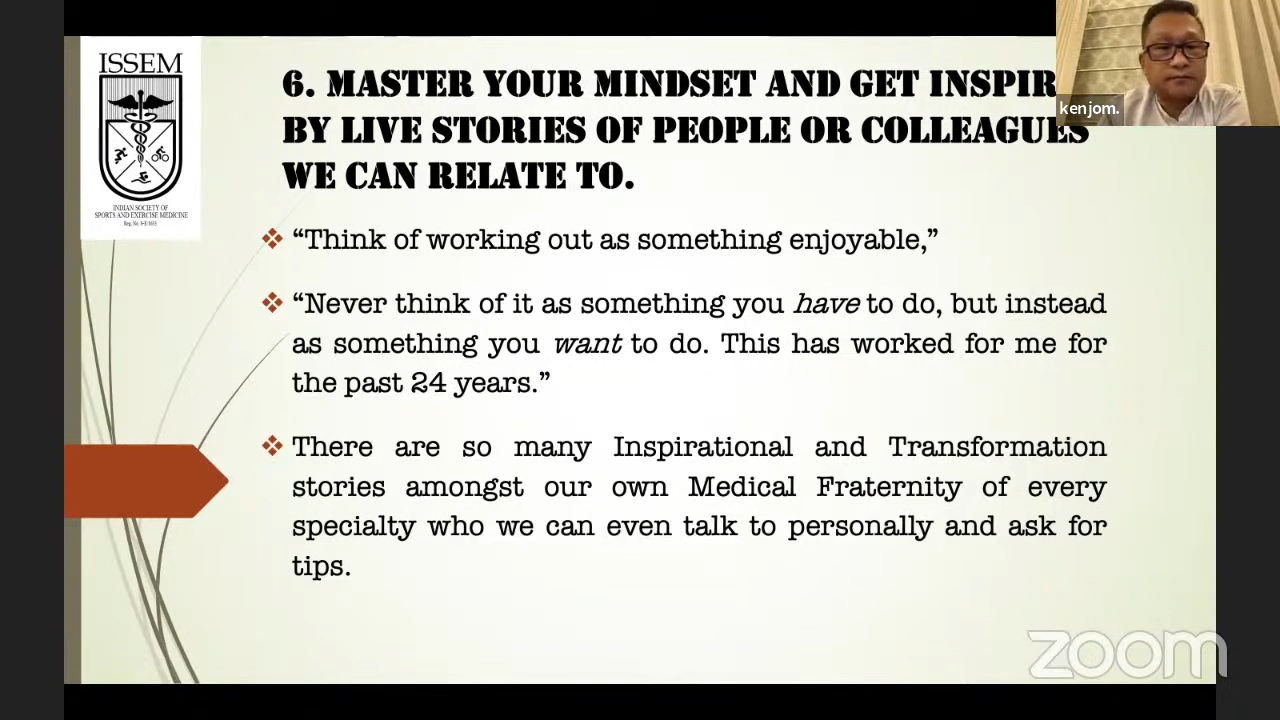 ISSEM
INDIAN SOCIETY OF
SPORTS AND EXERCISE MEDICINE
6. MASTER YOUR MINDSET AND GET INSPIR
BY LIVE STORIES OF PEOPLE OR COLLEAGUES
WE CAN RELATE TO.
kenjom.
“Think of working out as something enjoyable,”
“Never think of it as something you have to do, but instead
as something you want to do. This has worked for me for
the past 24 years.”
There are so many Inspirational and Transformation
stories amongst our own Medical Fraternity of every
specialty who we can even talk to personally and ask for
tips.
zoom